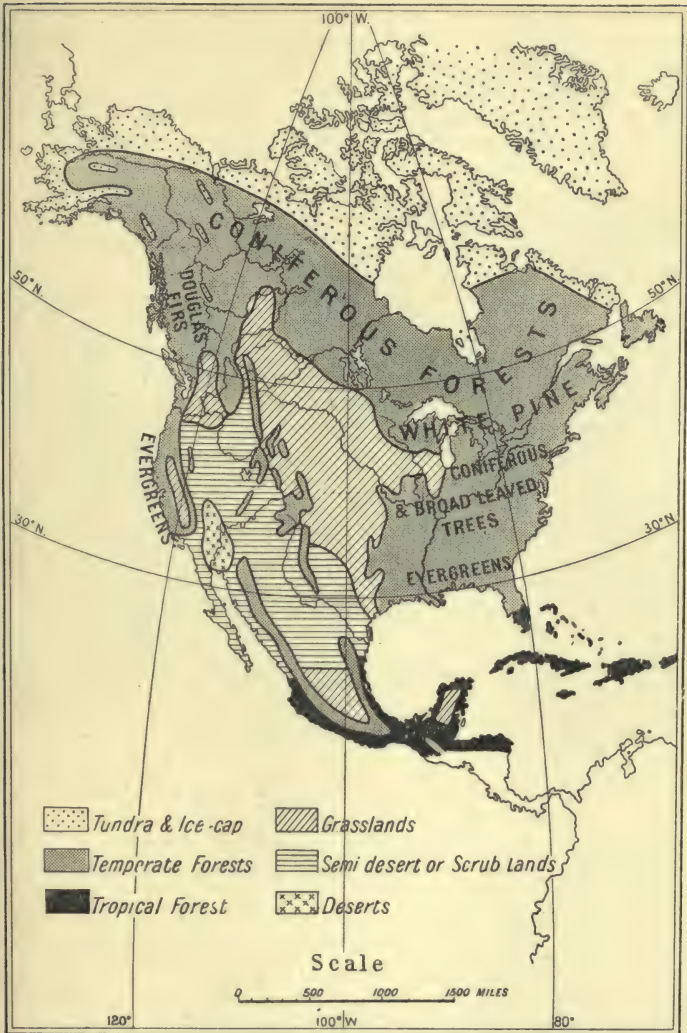 100° W.
CONIFEROUS FORESTS
50°N.
50°N.
DOUGLAS
FIRS
WHITE PINE
EVERGREENS
CONIFEROUS
& BROAD LEAVED
TREES
30°N.
30°N.
EVERGREENS
Tundra & Ice-cap
Grasslands
Temperate Forests
Semi desert or Scrub Lands
Tropical Forest
Deserts
Scale
0 500 1000 1500 MILES
120° 100°W 80°